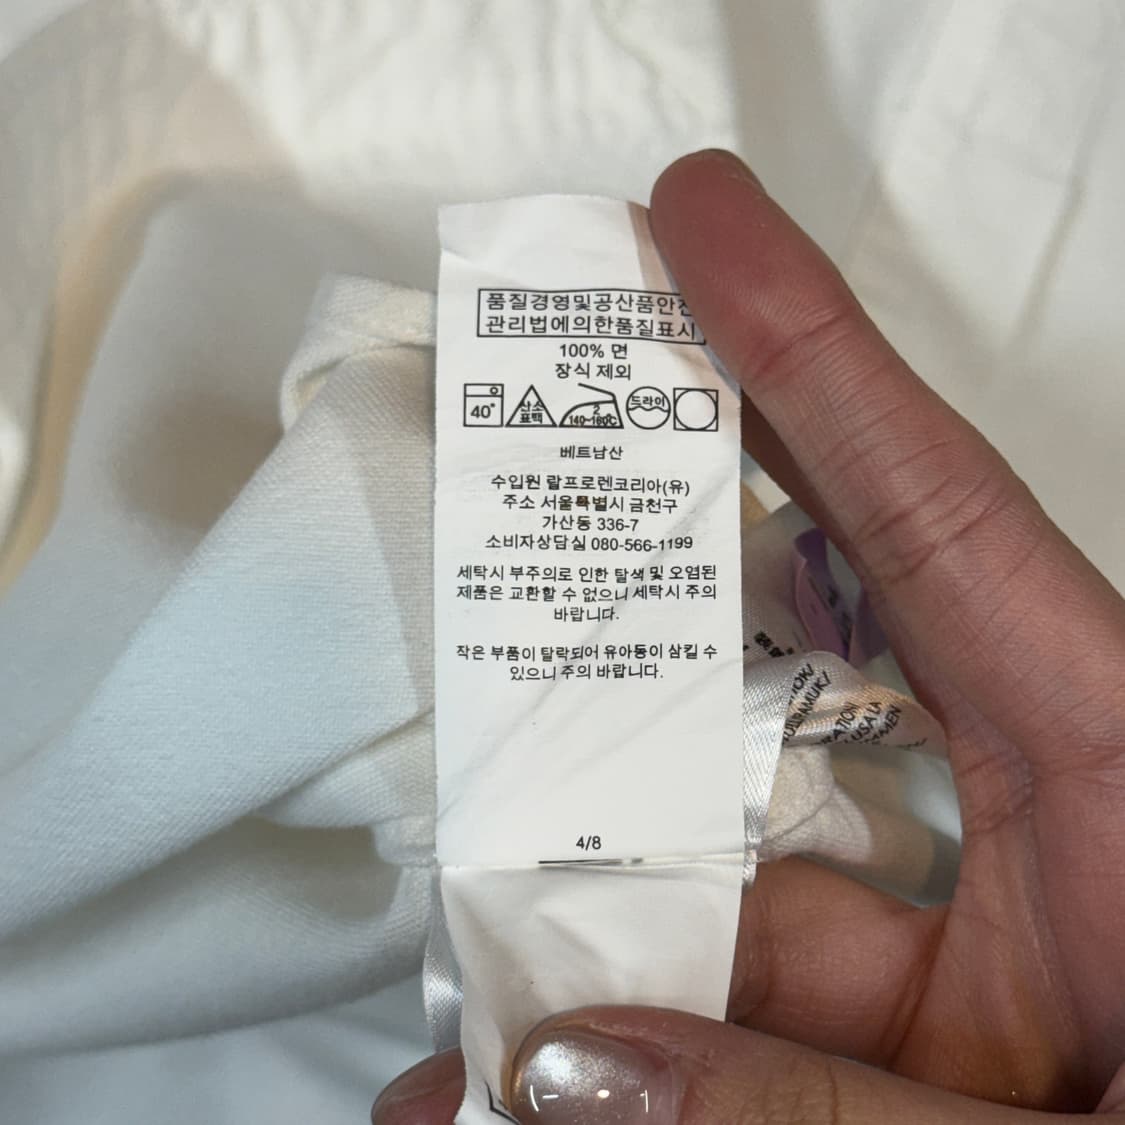 품질경영및공산품안전
관리법에의한품질표시
100% 면
장식 제외
40°
산소
표백
2
140~160°C
드라이
베트남산
수입원 랄프로렌코리아(유)
주소 서울특별시 금천구
가산동 336-7
소비자상담실 080-566-1199
세탁시 부주의로 인한 탈색 및 오염된
제품은 교환할 수 없으니 세탁시 주의
바랍니다.
작은 부품이 탈락되어 유아동이 삼킬 수
있으니 주의 바랍니다.
4/8
USA LA